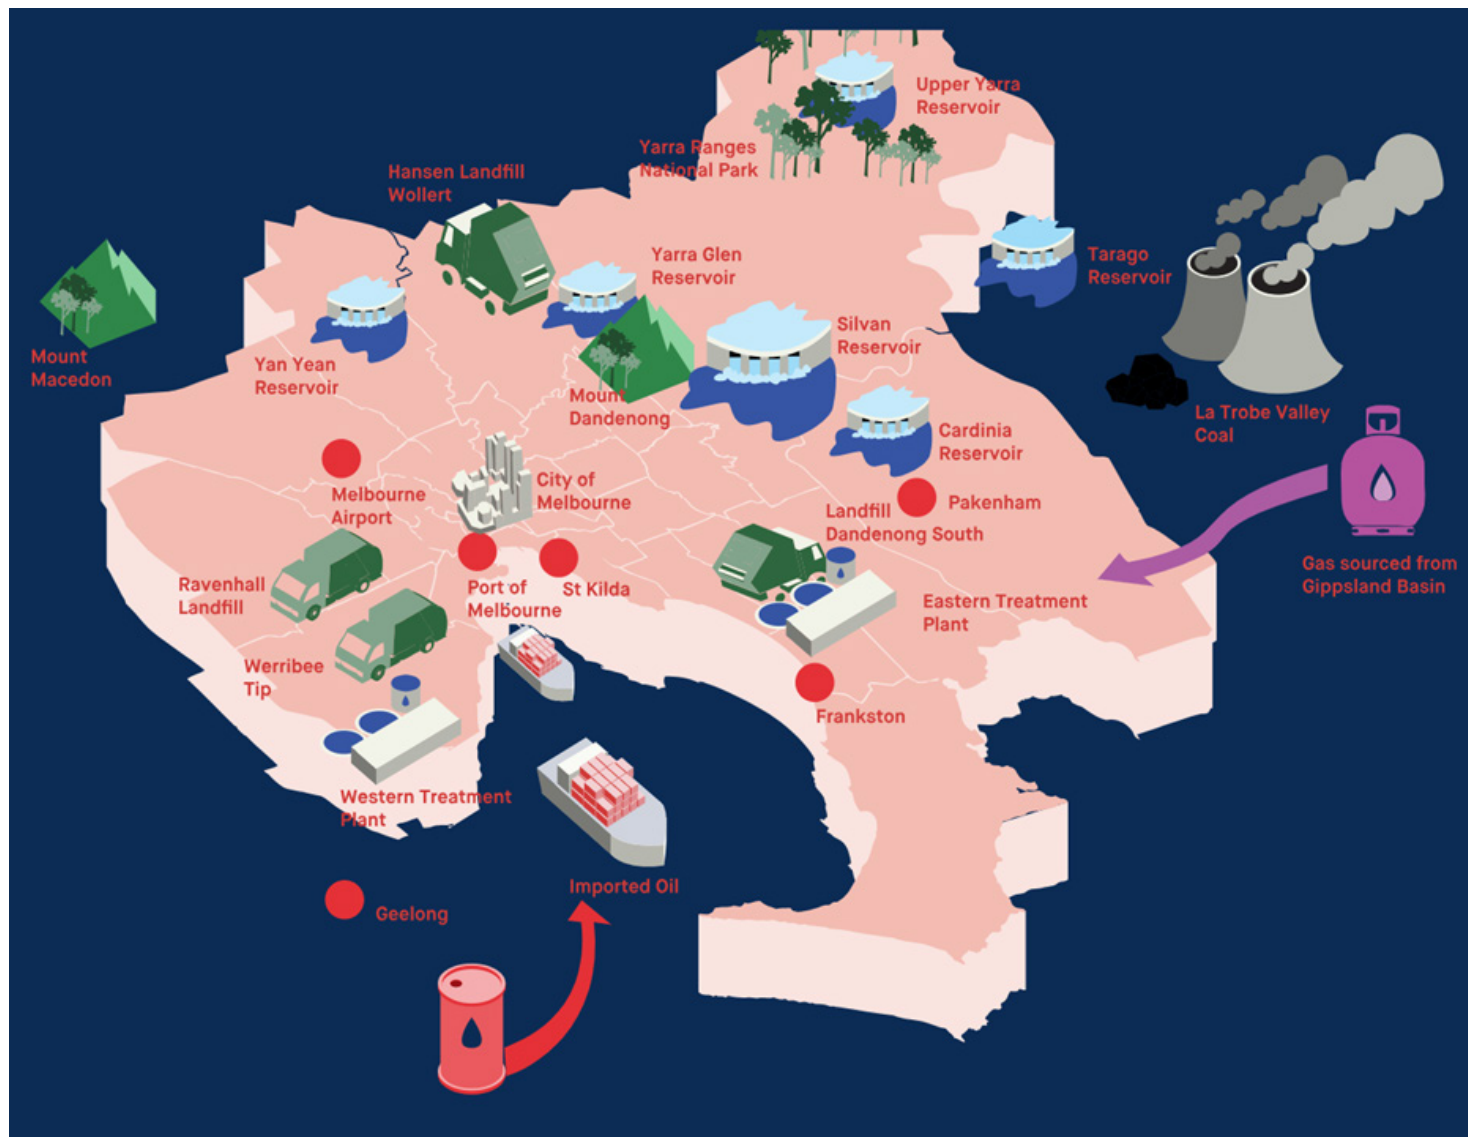 Upper Yarra
Reservoir
Yarra Ranges
National Park
Hansen Landfill
Wollert
Yarra Glen
Reservoir
Tarago
Reservoir
Silvan
Reservoir
Mount
Macedon
Yan Yean
Reservoir
Mount
Dandenong
La Trobe Valley
Coal
Cardinia
Reservoir
City of
Melbourne
Melbourne
Airport
Pakenham
Landfill
Dandenong South
Gas sourced from
Gippsland Basin
Ravenhall
Landfill
Port of
Melbourne
St Kilda
Eastern Treatment
Plant
Werribee
Tip
Frankston
Western Treatment
Plant
Imported Oil
Geelong